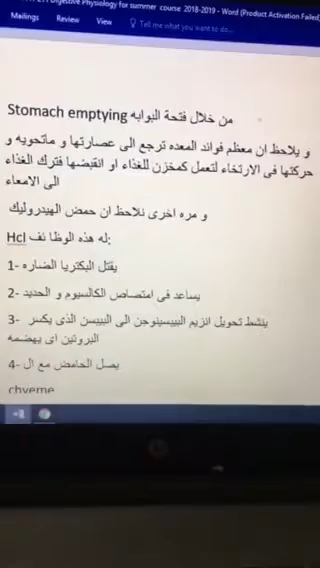 Digestive Physiology for summer course 2018-2019 - Word (Product Activation Failed)
Mailings Review View Tell me what you want to do...
Stomach emptying من خلال فتحة البوابه
و يلاحظ ان معظم فوائد المعده ترجع الى عصارتها و ماتحويه و
حركتها فى الارتخاء لتعمل كمخزن للغذاء او انقبضها فترك الغذاء
الى الامعاء
و مره اخرى نلاحظ ان حمض الهيدروليك
Hcl له هذه الوظا ئف:
1- يقتل البكتريا الضاره
2- يساعد فى امتصاص الكالسيوم و الحديد
3- ينشط تحويل انزيم البيبسينوجن الى البيبسن الذى يكسر
البروتين اى يهضمه
4- يصل الحامض مع ال
chyeme
hp